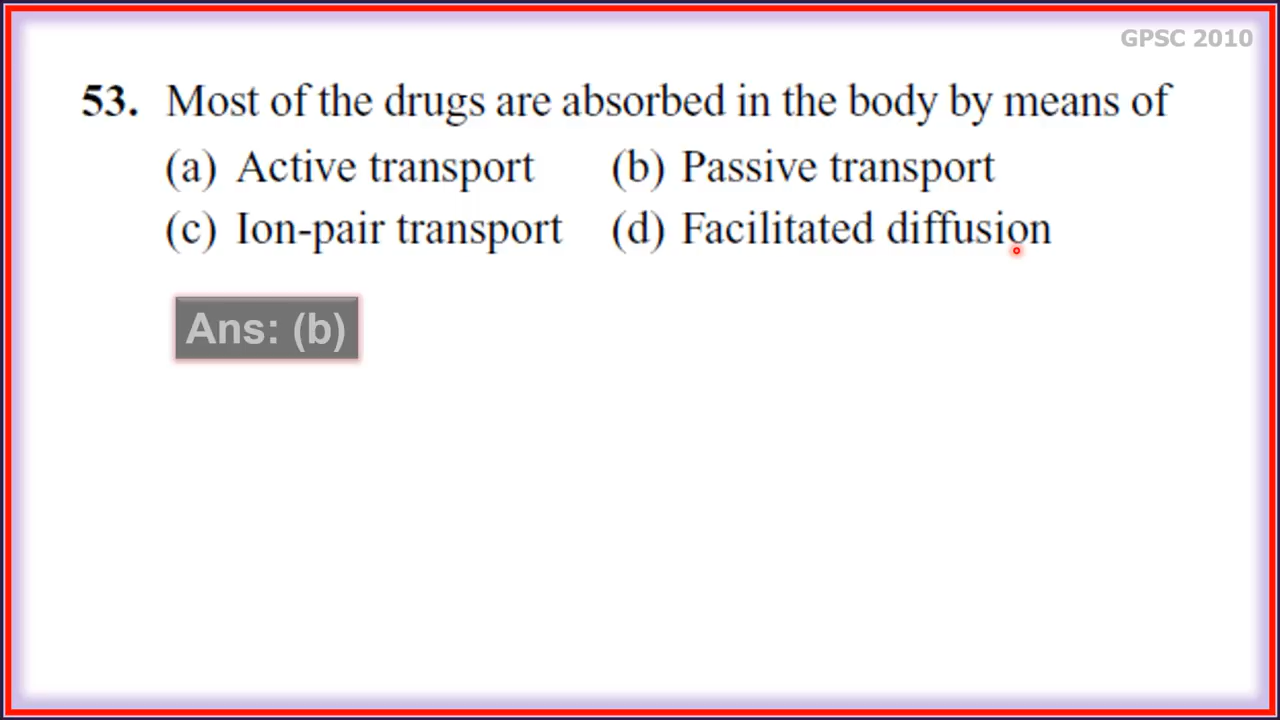 GPSC 2010
53. Most of the drugs are absorbed in the body by means of
(a) Active transport (b) Passive transport
(c) Ion-pair transport (d) Facilitated diffusion
Ans: (b)